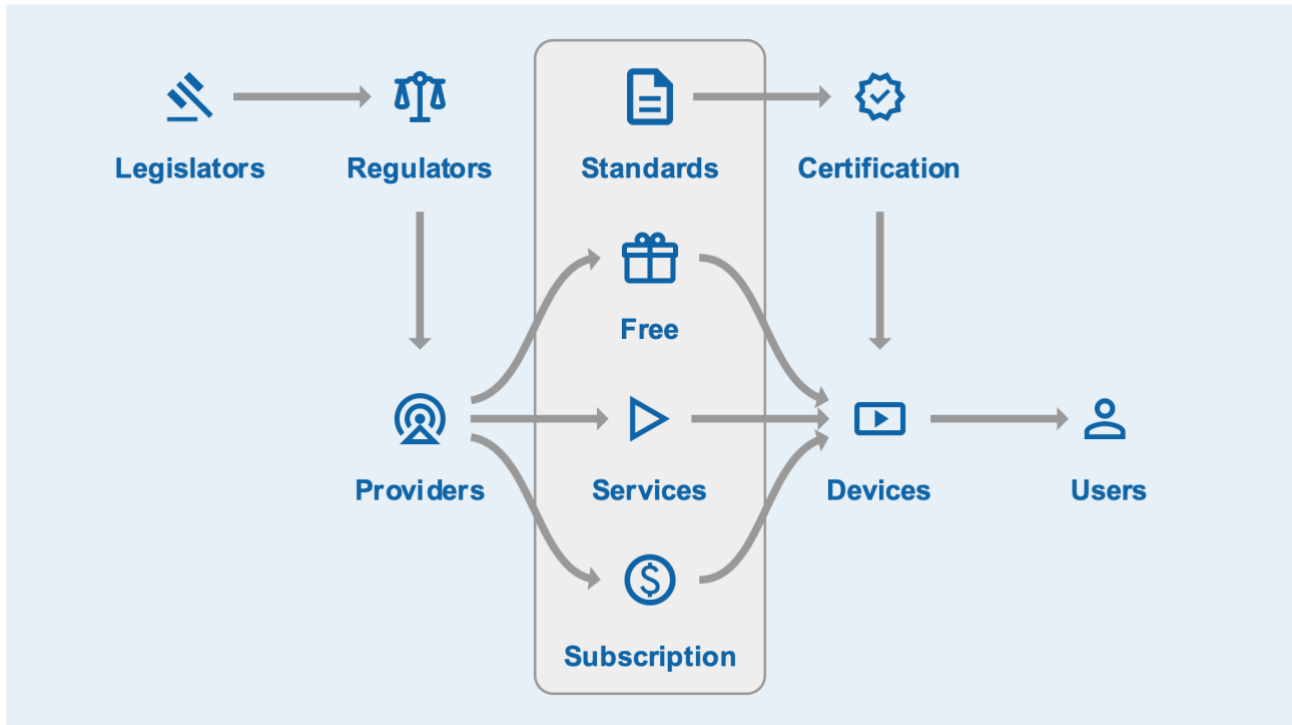 Legislators
Regulators
Standards
Certification
Free
Providers
Services
Devices
Users
$
Subscription